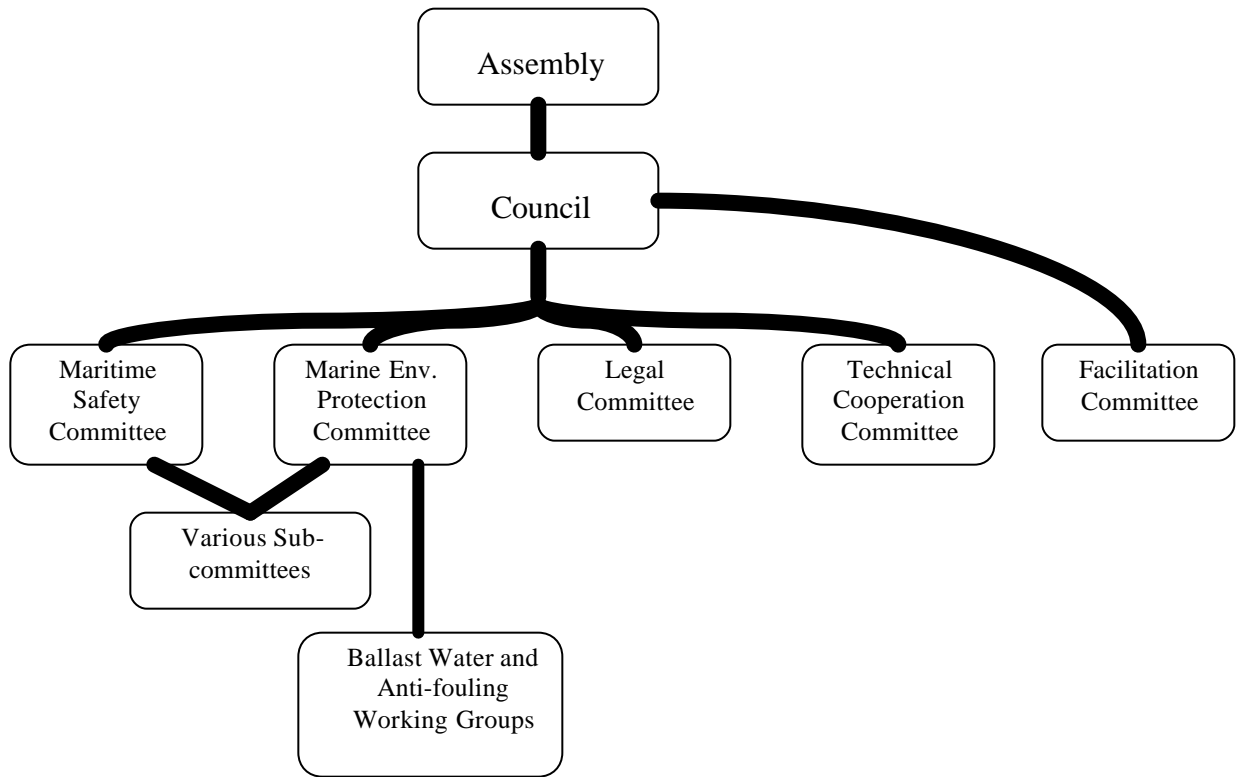 Assembly
Council
Maritime
Safety
Committee
Marine Env.
Protection
Committee
Legal
Committee
Technical
Cooperation
Committee
Facilitation
Committee
Various Sub-
committees
Ballast Water and
Anti-fouling
Working Groups